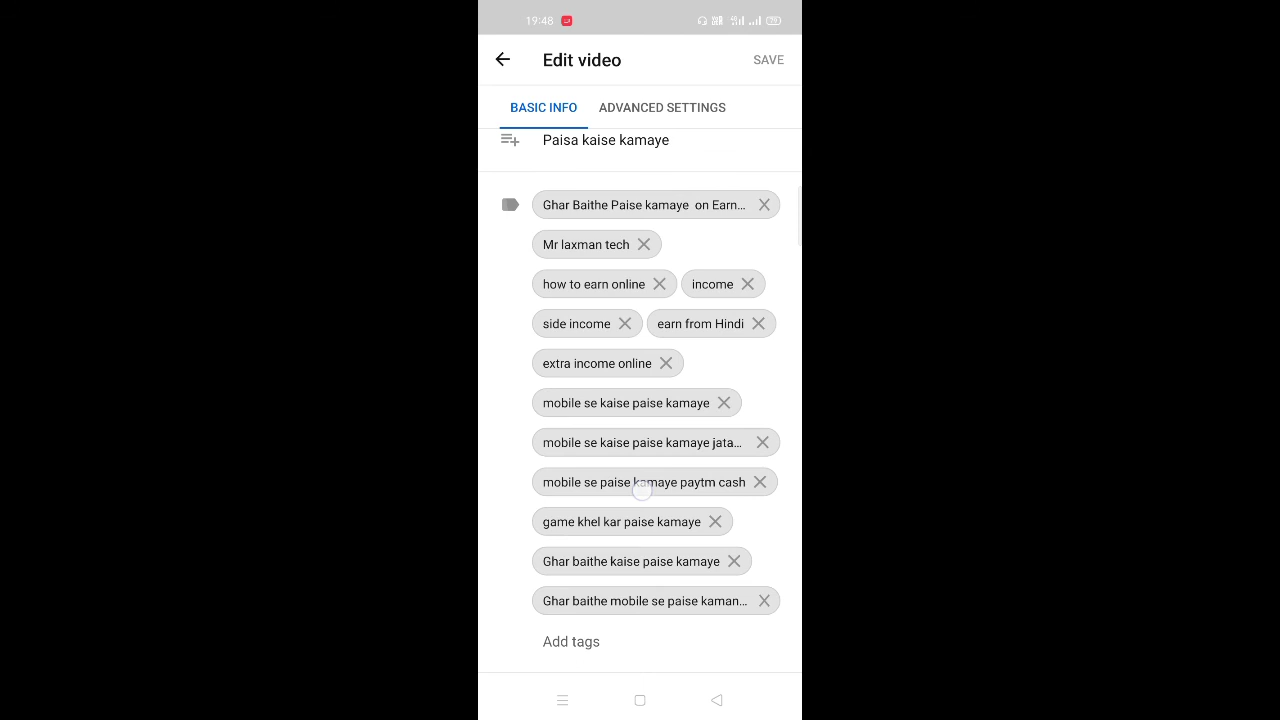 19:48
Edit video SAVE
BASIC INFO ADVANCED SETTINGS
Paisa kaise kamaye
Ghar Baithe Paise kamaye on Earn...
Mr laxman tech
how to earn online income
side income earn from Hindi
extra income online
mobile se kaise paise kamaye
mobile se kaise paise kamaye jata...
mobile se paise kamaye paytm cash
game khel kar paise kamaye
Ghar baithe kaise paise kamaye
Ghar baithe mobile se paise kaman...
Add tags